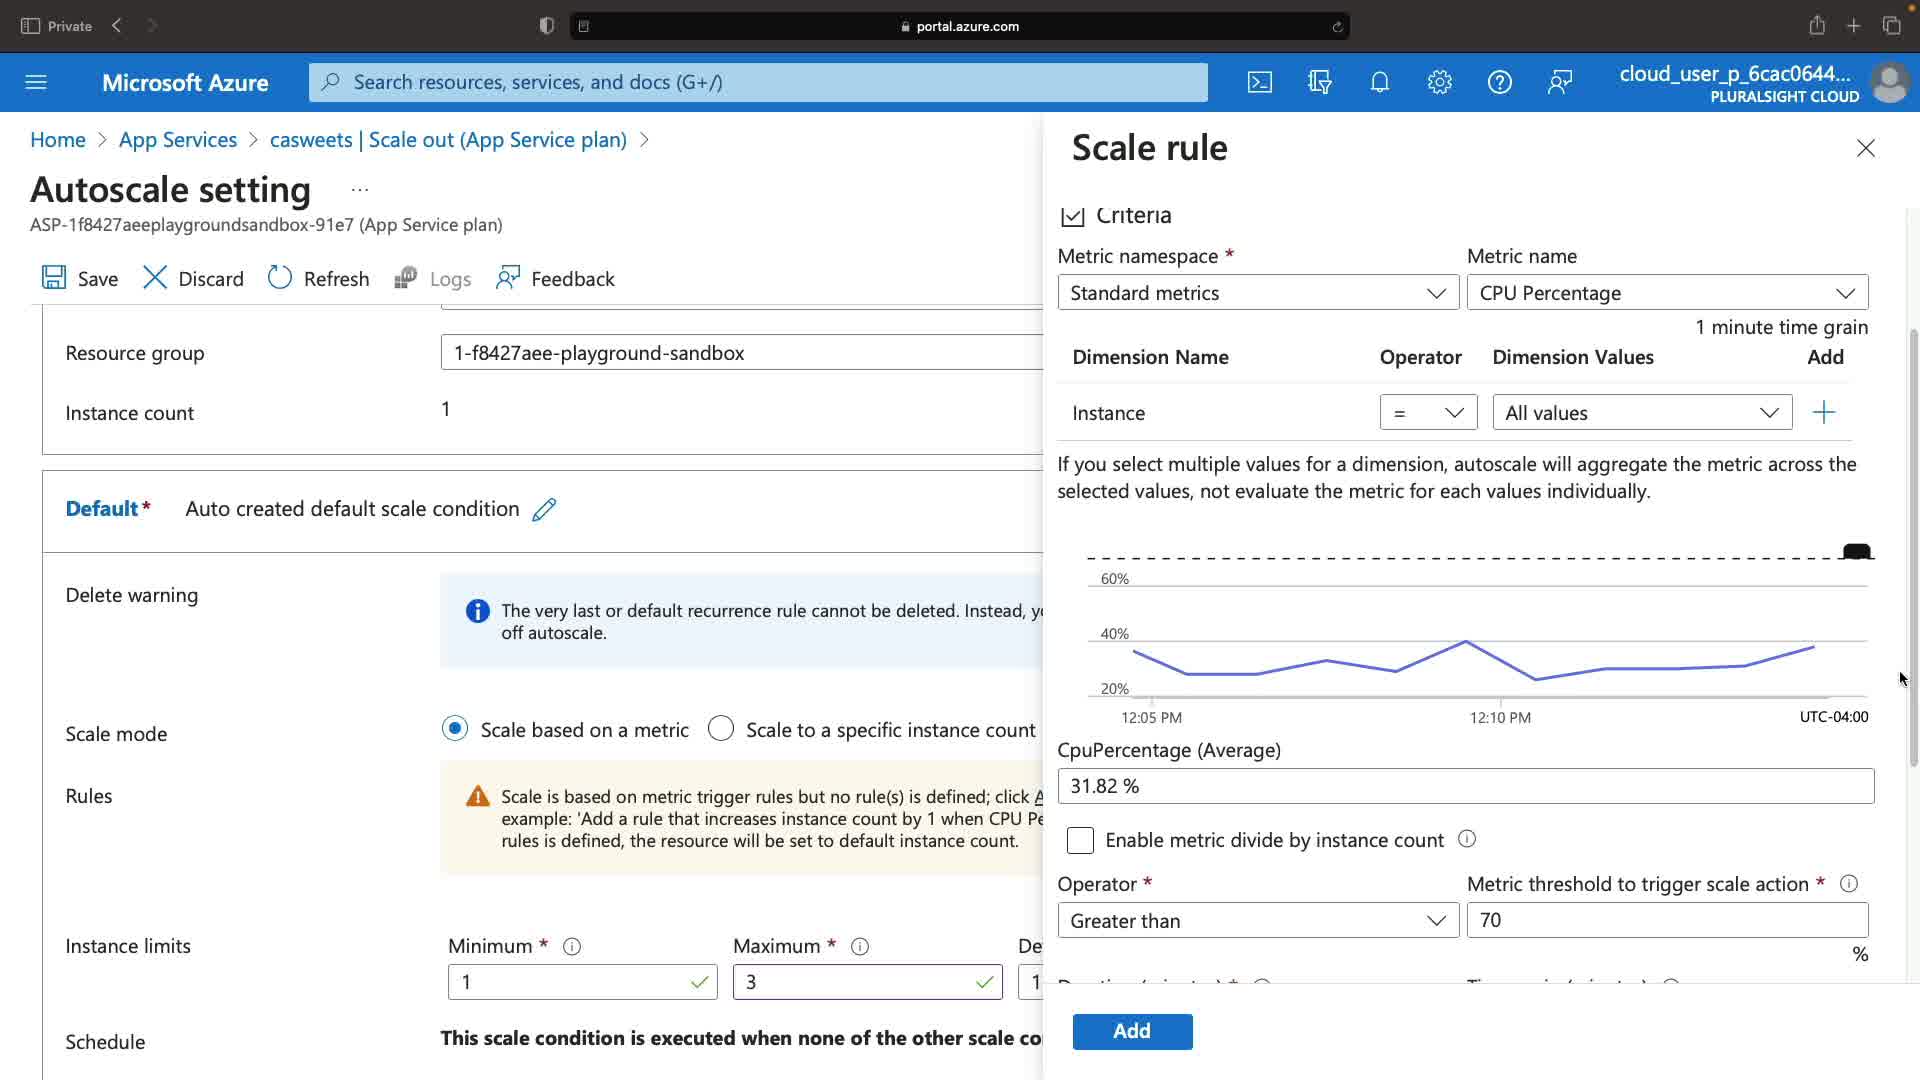 Private
portal.azure.com
Microsoft Azure
Search resources, services, and docs (G+/)
cloud_user_p_6cac0644...
PLURALSIGHT CLOUD
Home > App Services > casweets | Scale out (App Service plan) >
Autoscale setting ...
ASP-1f8427aeeplaygroundsandbox-91e7 (App Service plan)
Save
Discard
Refresh
Logs
Feedback
Resource group
1-f8427aee-playground-sandbox
Instance count
1
Default*
Auto created default scale condition
Delete warning
The very last or default recurrence rule cannot be deleted. Instead,
off autoscale.
Scale mode
Scale based on a metric
Scale to a specific instance count
Rules
Scale is based on metric trigger rules but no rule(s) is defined; click
example: 'Add a rule that increases instance count by 1 when CPU
rules is defined, the resource will be set to default instance count.
Instance limits
Minimum *
Maximum *
1
3
1
Schedule
This scale condition is executed when none of the other scale
Scale rule
Criteria
Metric namespace *
Metric name
Standard metrics
CPU Percentage
1 minute time grain
Dimension Name
Operator
Dimension Values
Add
Instance
=
All values
If you select multiple values for a dimension, autoscale will aggregate the metric across the
selected values, not evaluate the metric for each values individually.
60%
40%
20%
12:05 PM
12:10 PM
UTC-04:00
CpuPercentage (Average)
31.82 %
Enable metric divide by instance count
Operator *
Metric threshold to trigger scale action *
Greater than
70
%
Add